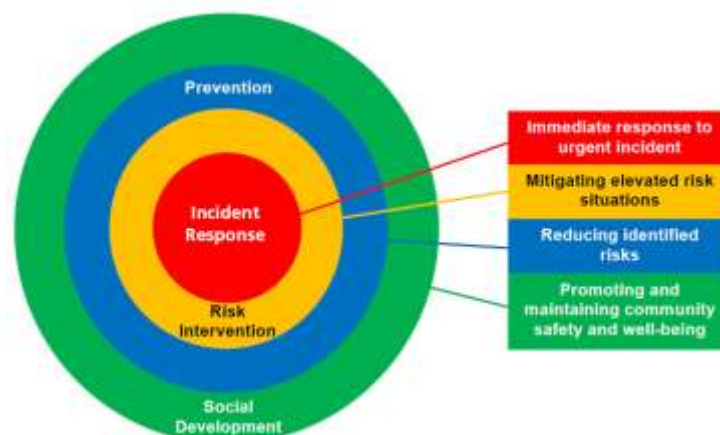 Prevention
Incident
Response
Risk
Intervention
Social
Development
Immediate response to
urgent incident
Mitigating elevated risk
situations
Reducing identified
risks
Promoting and
maintaining community
safety and well-being